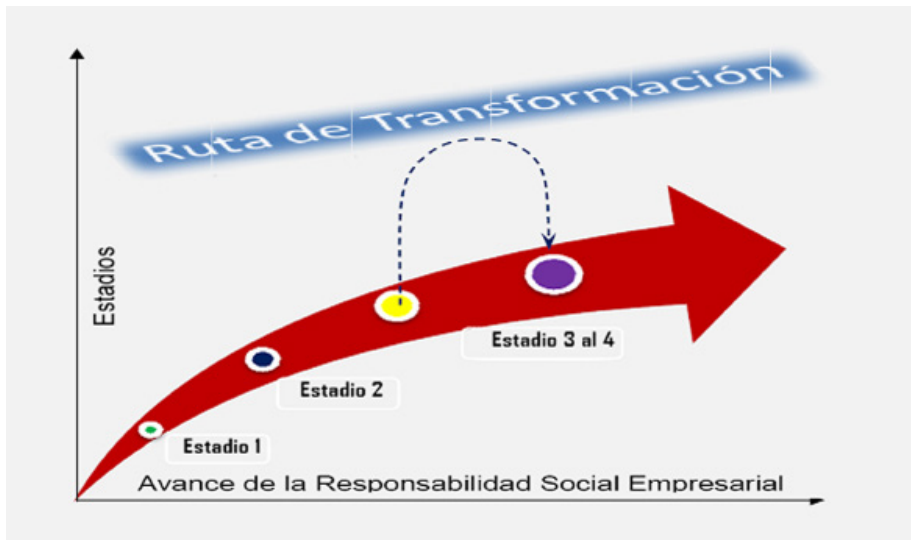 Ruta de Transformación
Estadios
Estadio 3 al 4
Estadio 2
Estadio 1
Avance de la Responsabilidad Social Empresarial